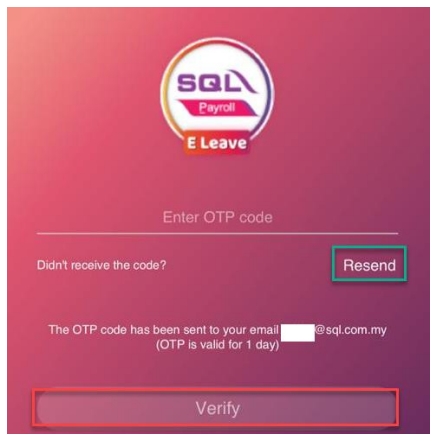 SQL
Payroll
E Leave
Enter OTP code
Didn't receive the code?
Resend
The OTP code has been sent to your email @sql.com.my
(OTP is valid for 1 day)
Verify